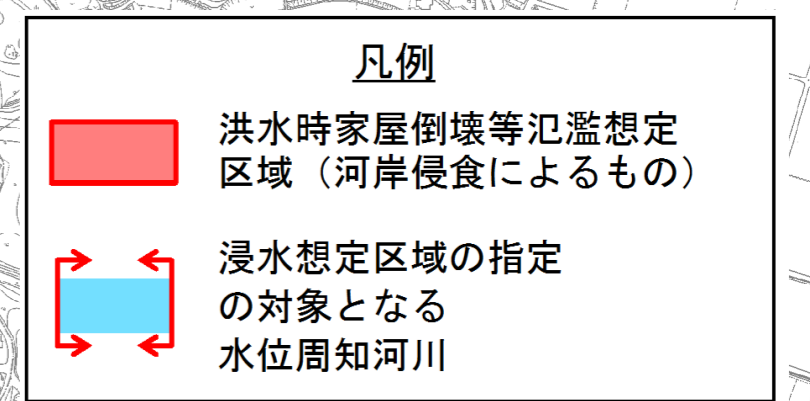 凡例
洪水時家屋倒壊等氾濫想定
区域（河岸侵食によるもの）
浸水想定区域の指定
の対象となる
水位周知河川